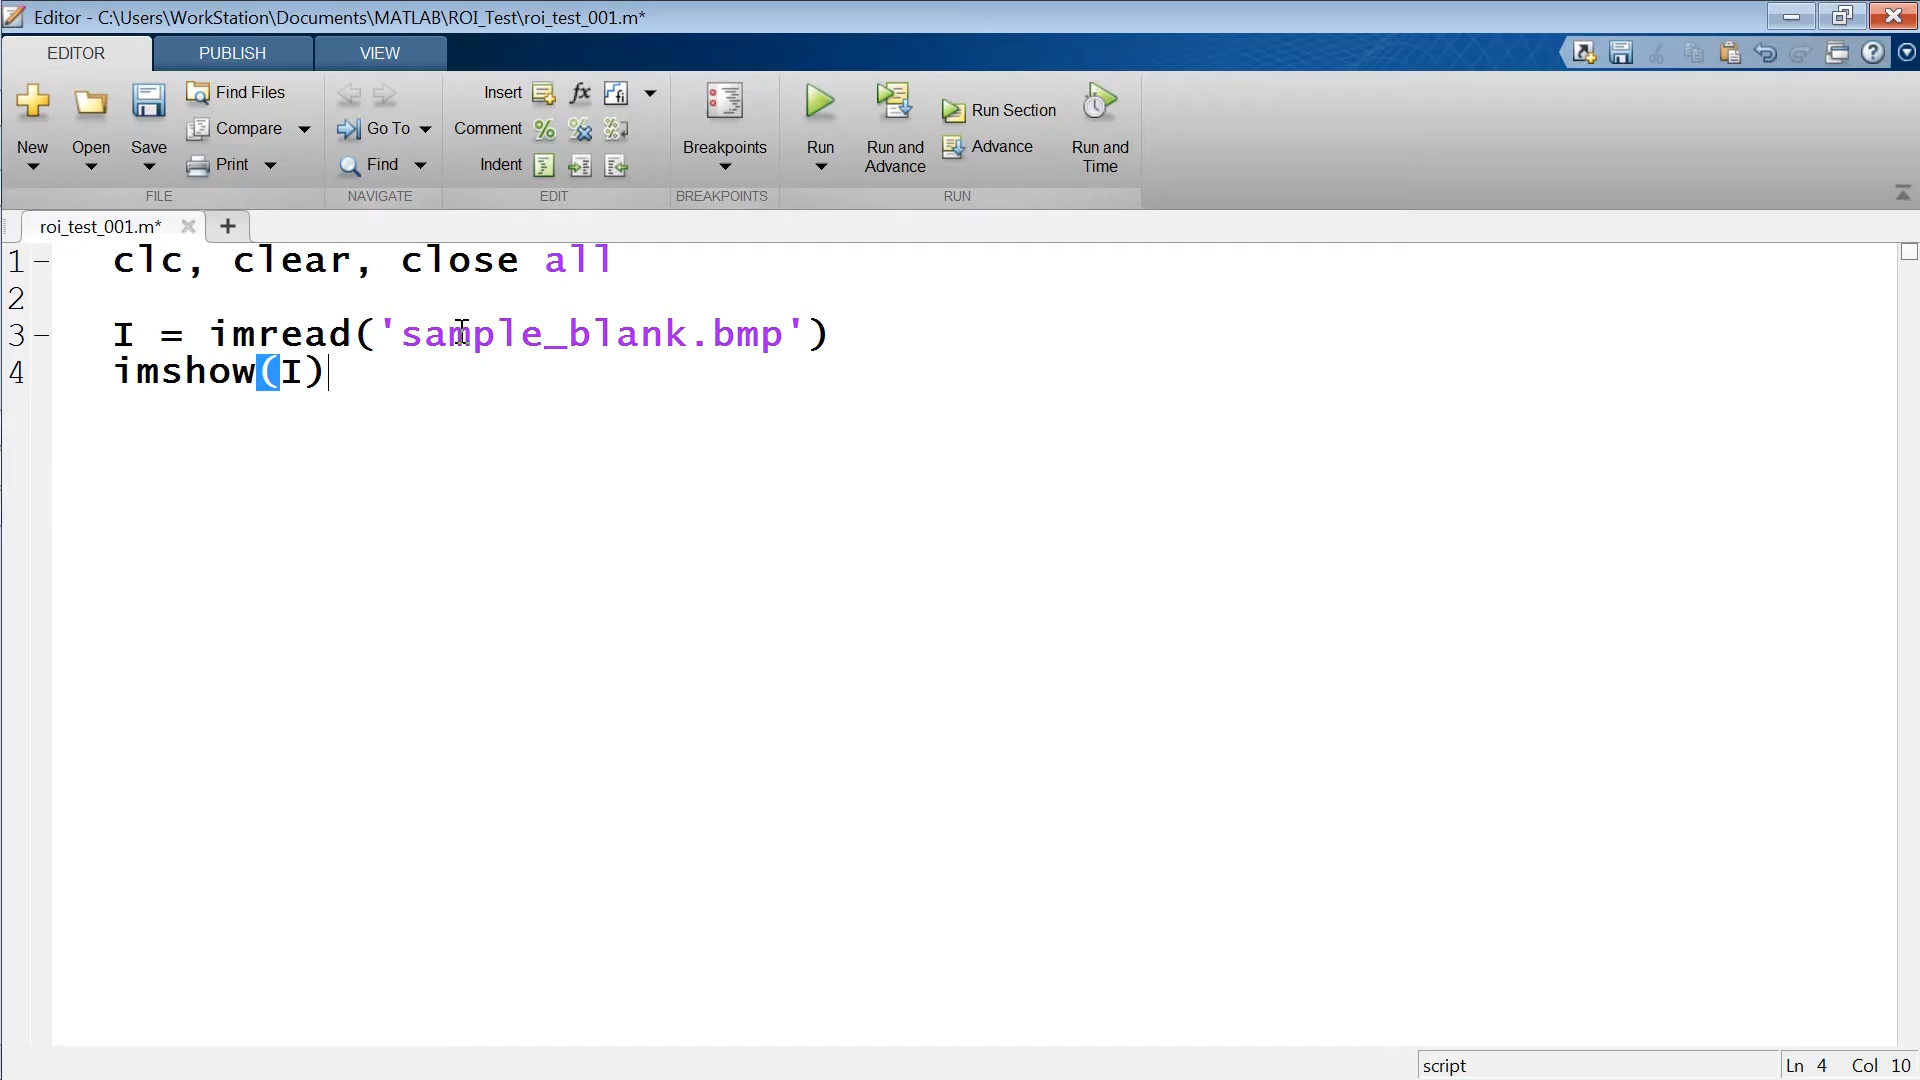 Editor - C:\Users\WorkStation\Documents\MATLAB\ROI_Test\roi_test_001.m*
EDITOR PUBLISH VIEW
New
Open
Save
Find Files
Compare
Print
FILE
Go To
Find
NAVIGATE
Insert fx
Comment
Indent
EDIT
Breakpoints
BREAKPOINTS
Run
Run and
Advance
Run Section
Advance
Run and
Time
RUN
roi_test_001.m*
1 clc, clear, close all
2
3 I = imread('sample_blank.bmp')
4 imshow(I)
script Ln 4 Col 10